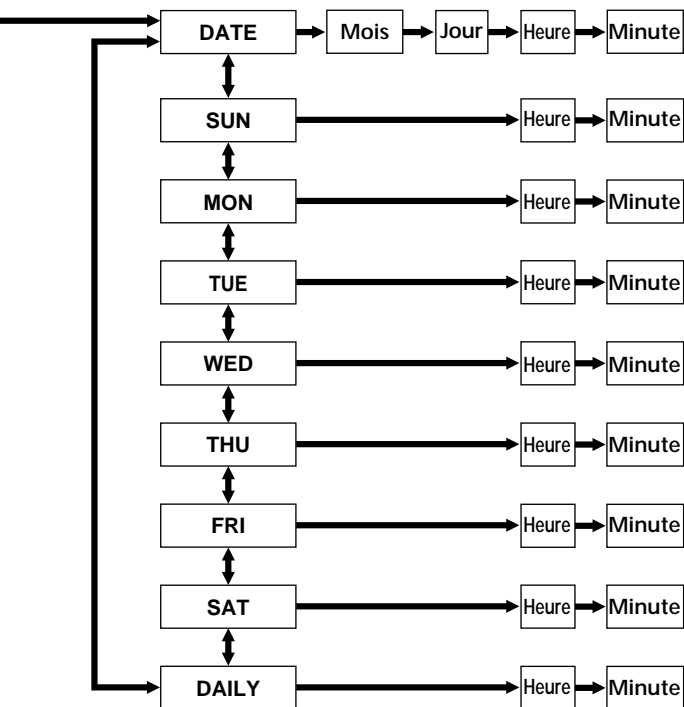 DATE Mois Jour Heure Minute
SUN Heure Minute
MON Heure Minute
TUE Heure Minute
WED Heure Minute
THU Heure Minute
FRI Heure Minute
SAT Heure Minute
DAILY Heure Minute